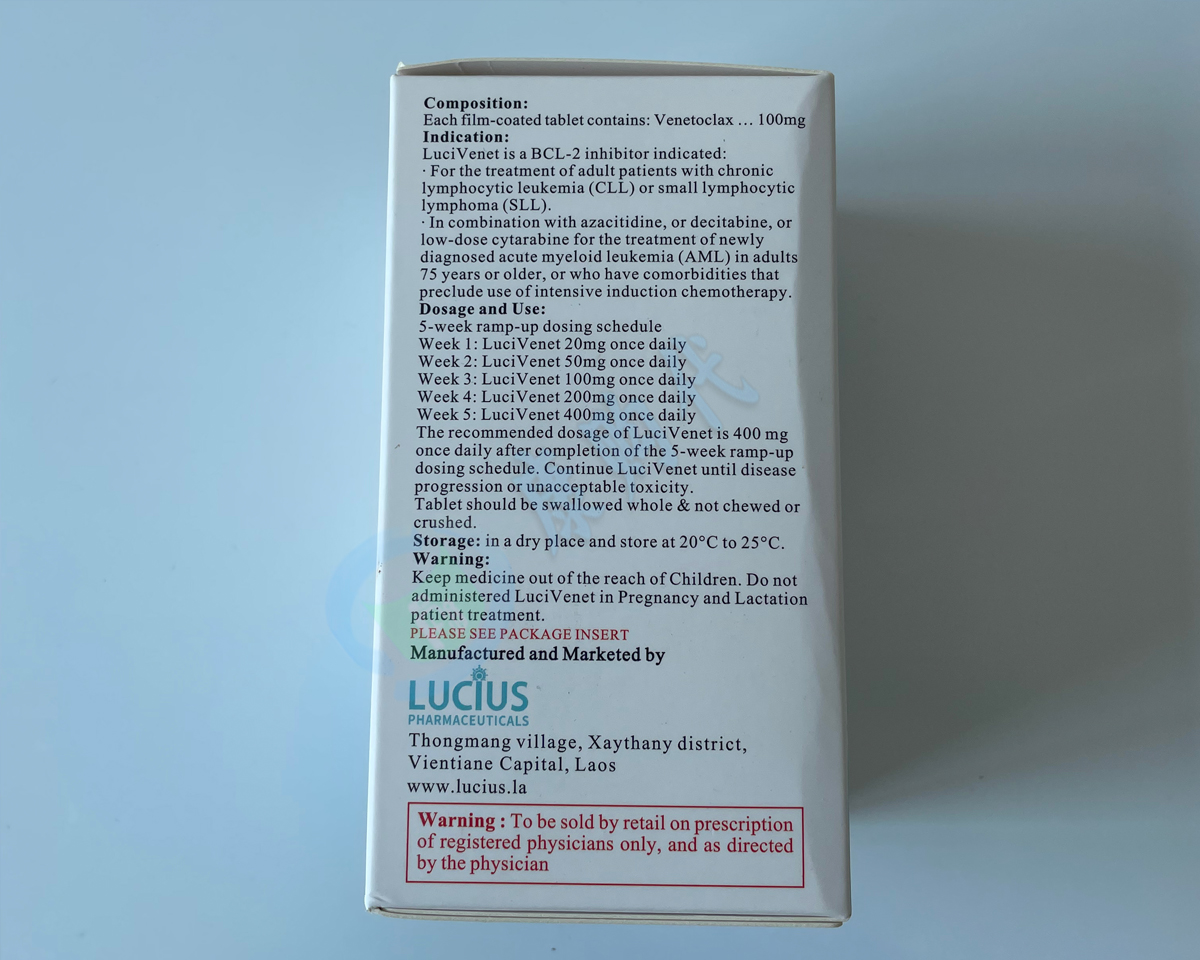 Composition:
Each film-coated tablet contains: Venetoclax ... 100mg
Indication:
LuciVenet is a BCL-2 inhibitor indicated:
· For the treatment of adult patients with chronic
lymphocytic leukemia (CLL) or small lymphocytic
lymphoma (SLL).
· In combination with azacitidine, or decitabine, or
low-dose cytarabine for the treatment of newly
diagnosed acute myeloid leukemia (AML) in adults
75 years or older, or who have comorbidities that
preclude use of intensive induction chemotherapy.
Dosage and Use:
5-week ramp-up dosing schedule
Week 1: LuciVenet 20mg once daily
Week 2: LuciVenet 50mg once daily
Week 3: LuciVenet 100mg once daily
Week 4: LuciVenet 200mg once daily
Week 5: LuciVenet 400mg once daily
The recommended dosage of LuciVenet is 400 mg
once daily after completion of the 5-week ramp-up
dosing schedule. Continue LuciVenet until disease
progression or unacceptable toxicity.
Tablet should be swallowed whole & not chewed or
crushed.
Storage: in a dry place and store at 20°C to 25°C.
Warning:
Keep medicine out of the reach of Children. Do not
administered LuciVenet in Pregnancy and Lactation
patient treatment.
PLEASE SEE PACKAGE INSERT
Manufactured and Marketed by
LUCIUS
PHARMACEUTICALS
Thongmang village, Xaythany district,
Vientiane Capital, Laos
www.lucius.la
Warning : To be sold by retail on prescription
of registered physicians only, and as directed
by the physician